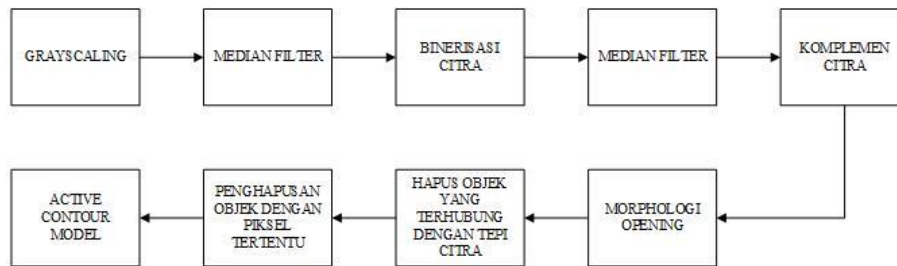 GRAYSCALING
MEDIAN FILTER
BINERISASI
CITRA
MEDIAN FILTER
KOMPLEMEN
CITRA
MORPHOLOGI
OPENING
HAPUS OBJEK
YANG
TERHUBUNG
DENGAN TEPI
CITRA
PENGHAPUSAN
OBJEK DENGAN
PIKSEL
TERTENTU
ACTIVE
CONTOUR
MODEL